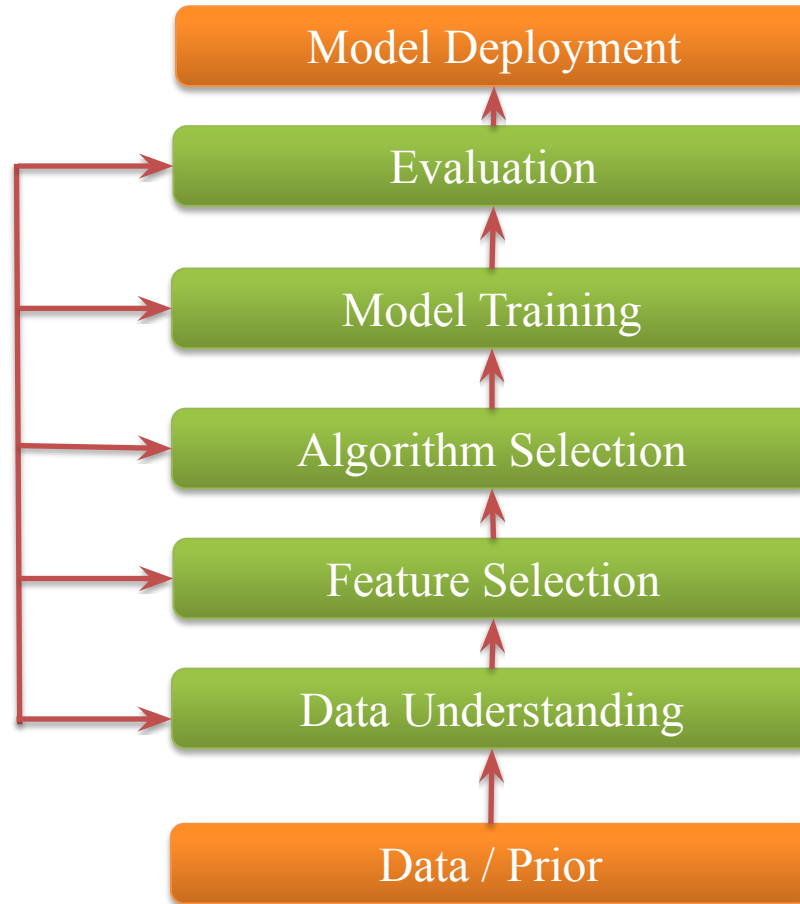 Model Deployment
Evaluation
Model Training
Algorithm Selection
Feature Selection
Data Understanding
Data / Prior